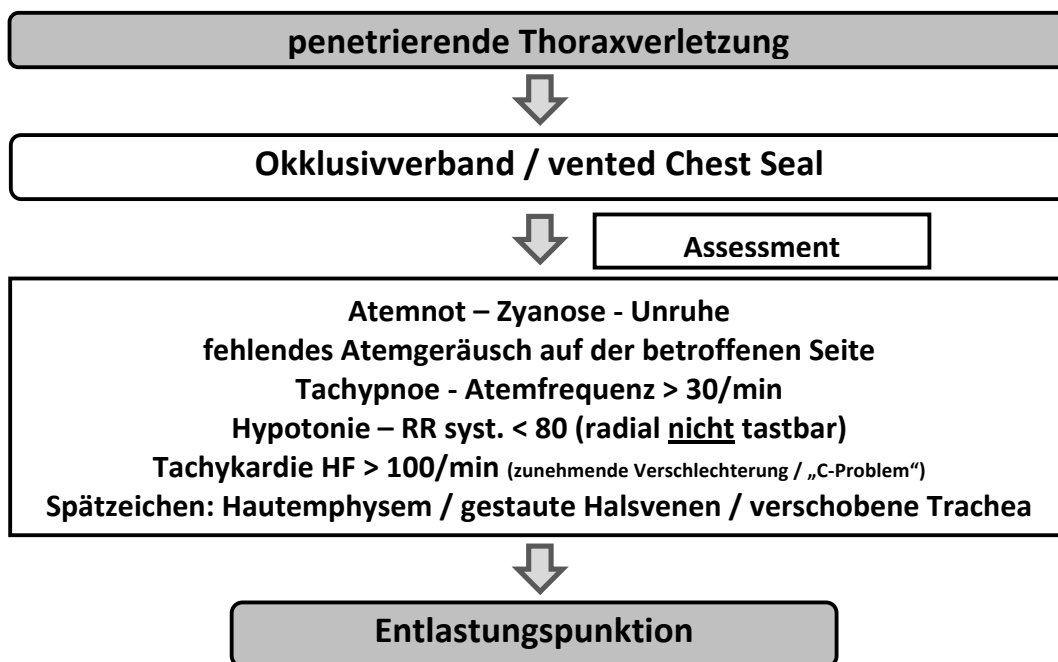 penetrierende Thoraxverletzung
Okklusivverband / vented Chest Seal
Assessment
Atemnot – Zyanose - Unruhe
fehlendes Atemgeräusch auf der betroffenen Seite
Tachypnoe - Atemfrequenz > 30/min
Hypotonie – RR syst. < 80 (radial nicht tastbar)
Tachykardie HF > 100/min (zunehmende Verschlechterung / „C-Problem“)
Spätzeichen: Hautemphysem / gestaute Halsvenen / verschobene Trachea
Entlastungspunktion